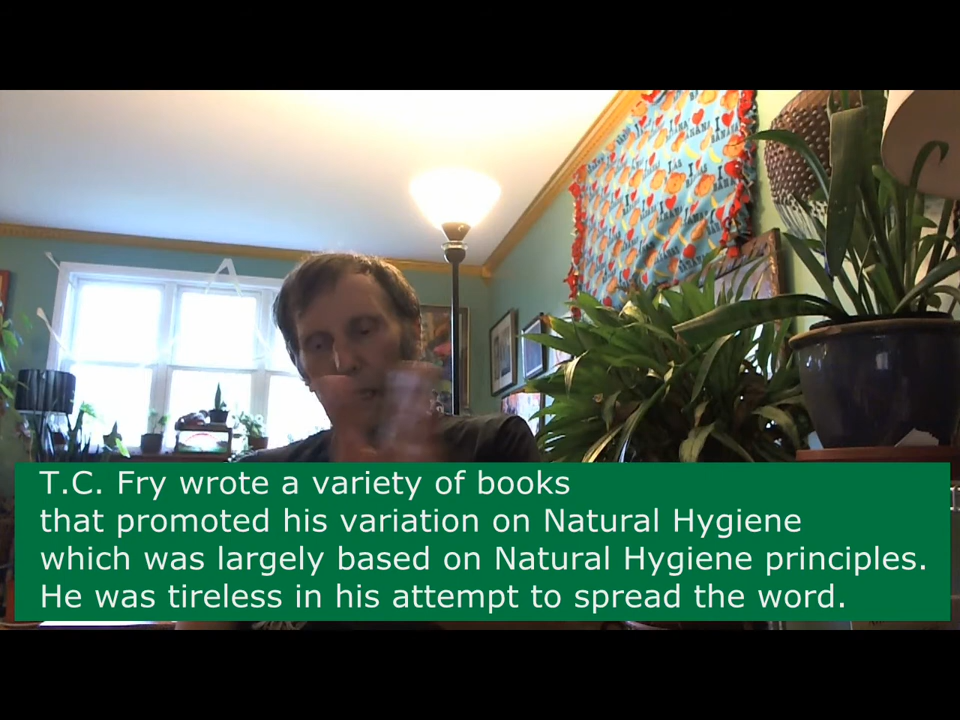 T.C. Fry wrote a variety of books
that promoted his variation on Natural Hygiene
which was largely based on Natural Hygiene principles.
He was tireless in his attempt to spread the word.